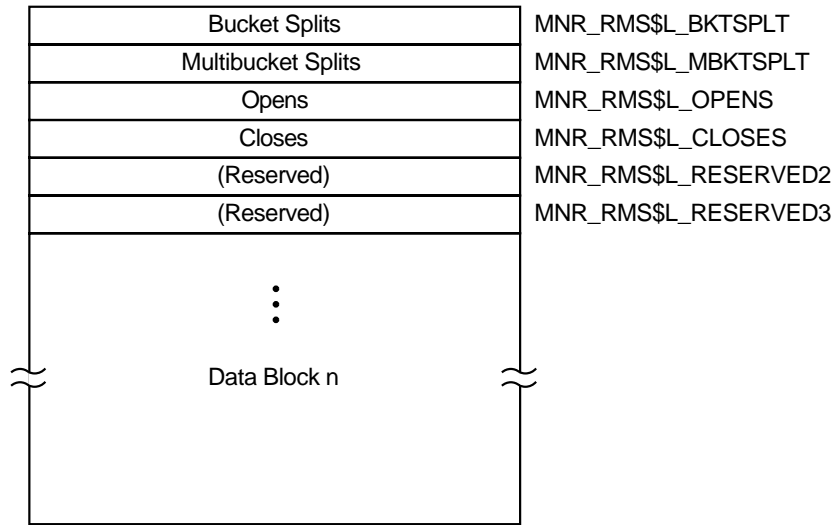 Bucket Splits MNR_RMS$L_BKTSPLT
Multibucket Splits MNR_RMS$L_MBKTSPLT
Opens MNR_RMS$L_OPENS
Closes MNR_RMS$L_CLOSES
(Reserved) MNR_RMS$L_RESERVED2
(Reserved) MNR_RMS$L_RESERVED3
Data Block n